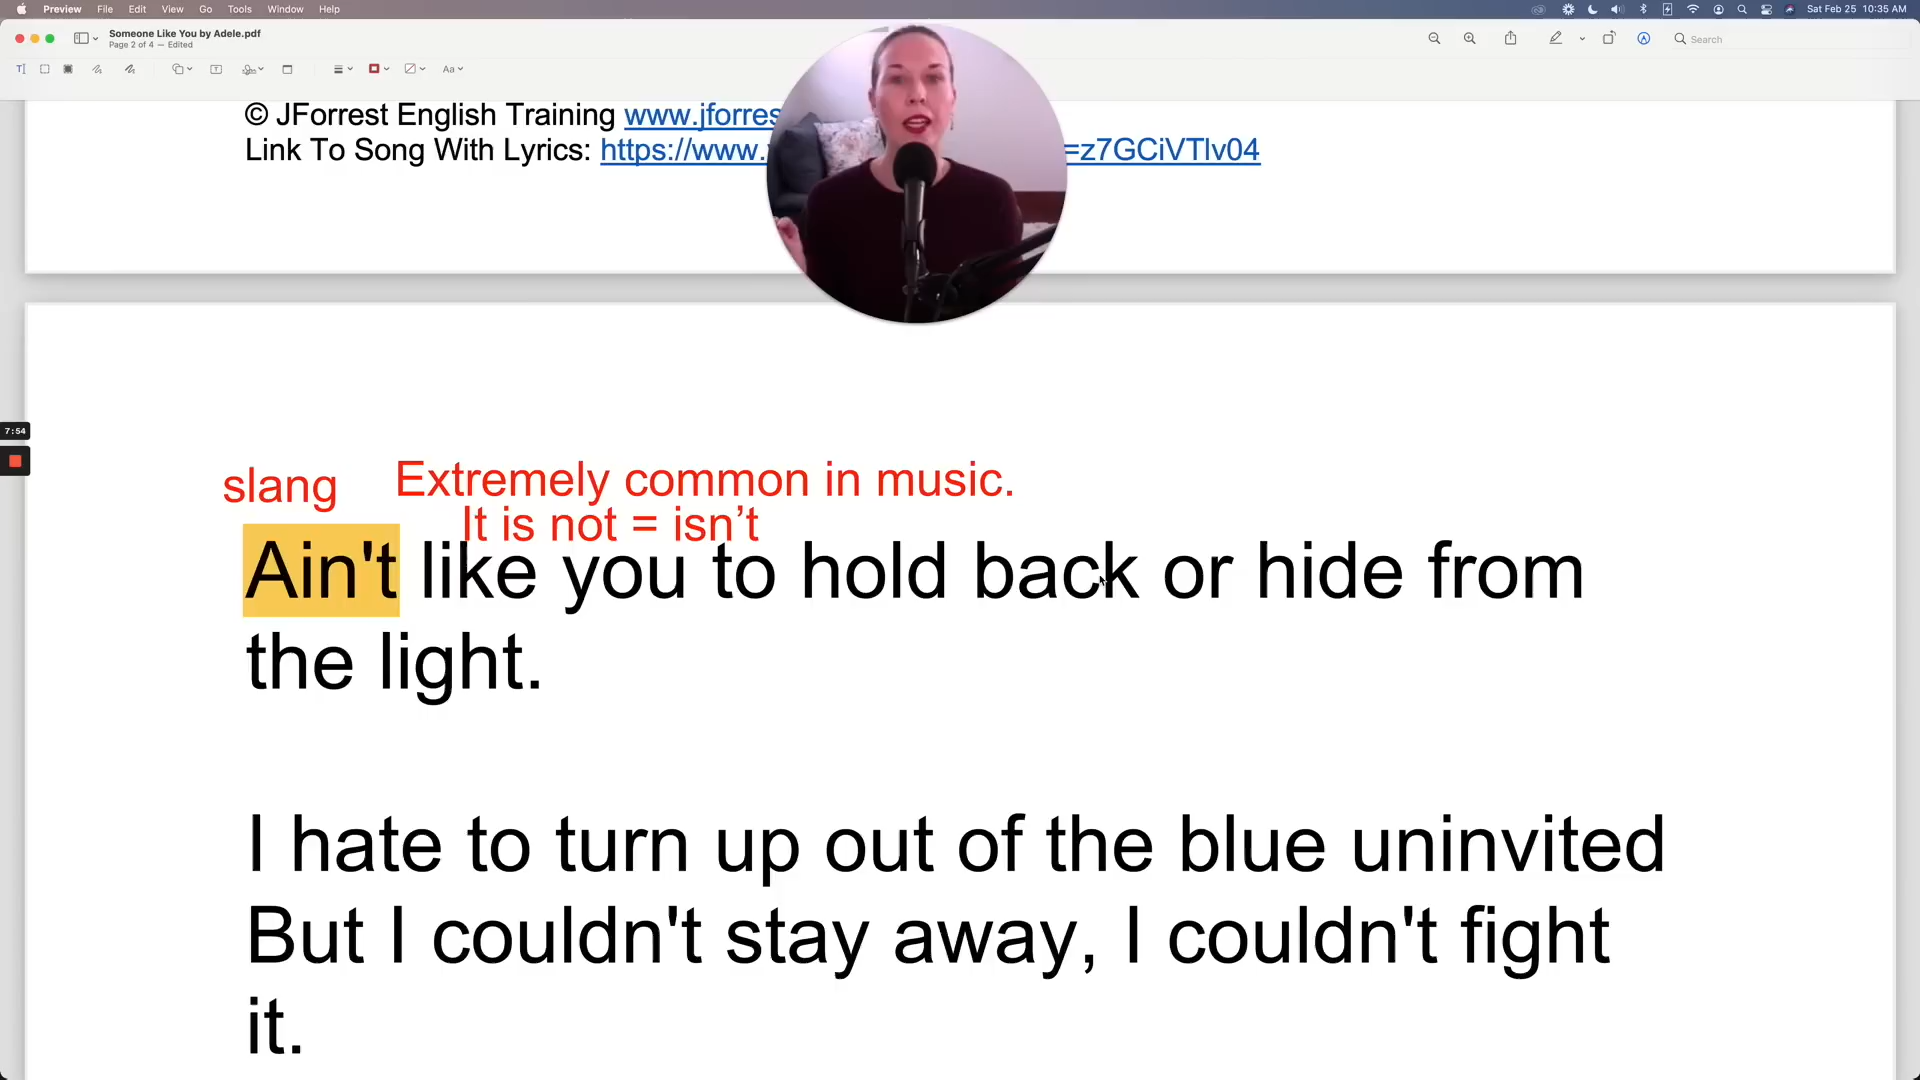 Preview File Edit View Go Tools Window Help
Sat Feb 25 10:35 AM
Someone Like You by Adele.pdf
Page 2 of 4 — Edited
Search
Aa
© JForrest English Training www.jforres
Link To Song With Lyrics: https://www. =z7GCiVTlv04
7:54
slang
Extremely common in music.
It is not = isn’t
Ain't like you to hold back or hide from
the light.
I hate to turn up out of the blue uninvited
But I couldn't stay away, I couldn't fight
it.